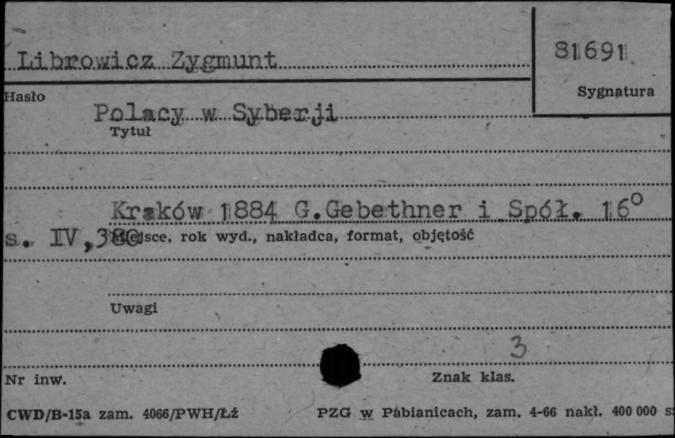 Librowicz Zygmunt
81691
Hasło
Sygnatura
Polacy w Syberji
Tytuł
Kraków 1884 G.Gebethner i Spół. 16°
s. IV,380
Miejsce, rok wyd., nakładca, format, objętość
Uwagi
3
Nr inw.
Znak klas.
CWD/B-15a zam. 4066/PWH/Łź
PZG w Pabianicach, zam. 4-66 nakł. 400 000 s